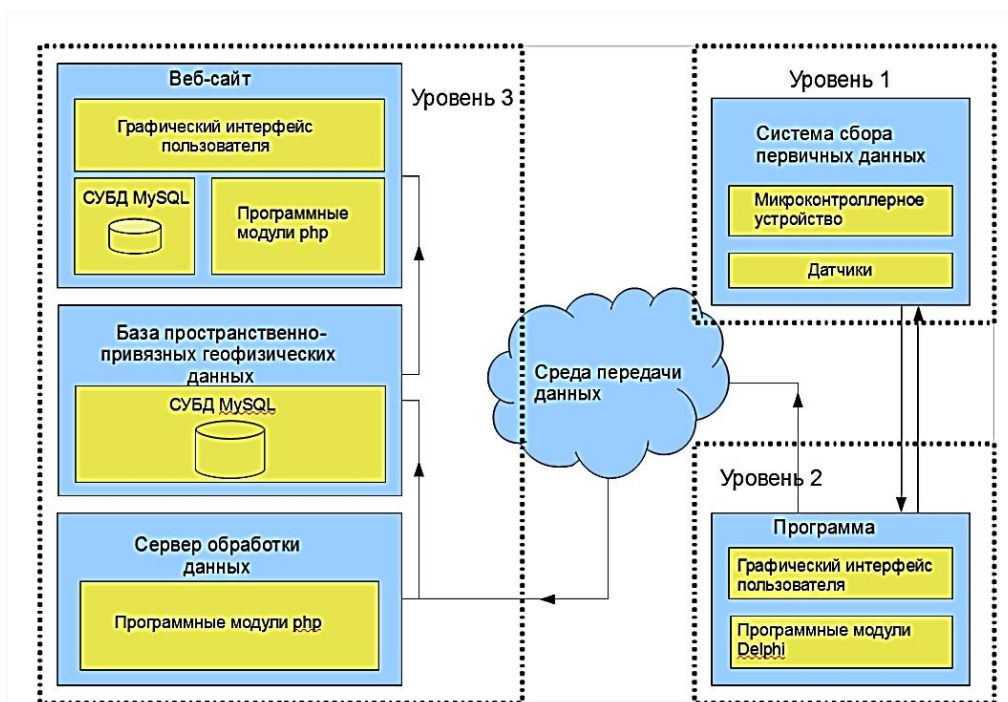 Веб-сайт
Уровень 3
Графический интерфейс
пользователя
СУБД MySQL
Программные
модули php
База пространственно-
привязных геофизических
данных
СУБД MySQL
Сервер обработки
данных
Программные модули php
Среда передачи
данных
Уровень 1
Система сбора
первичных данных
Микроконтроллерное
устройство
Датчики
Уровень 2
Программа
Графический интерфейс
пользователя
Программные модули
Delphi